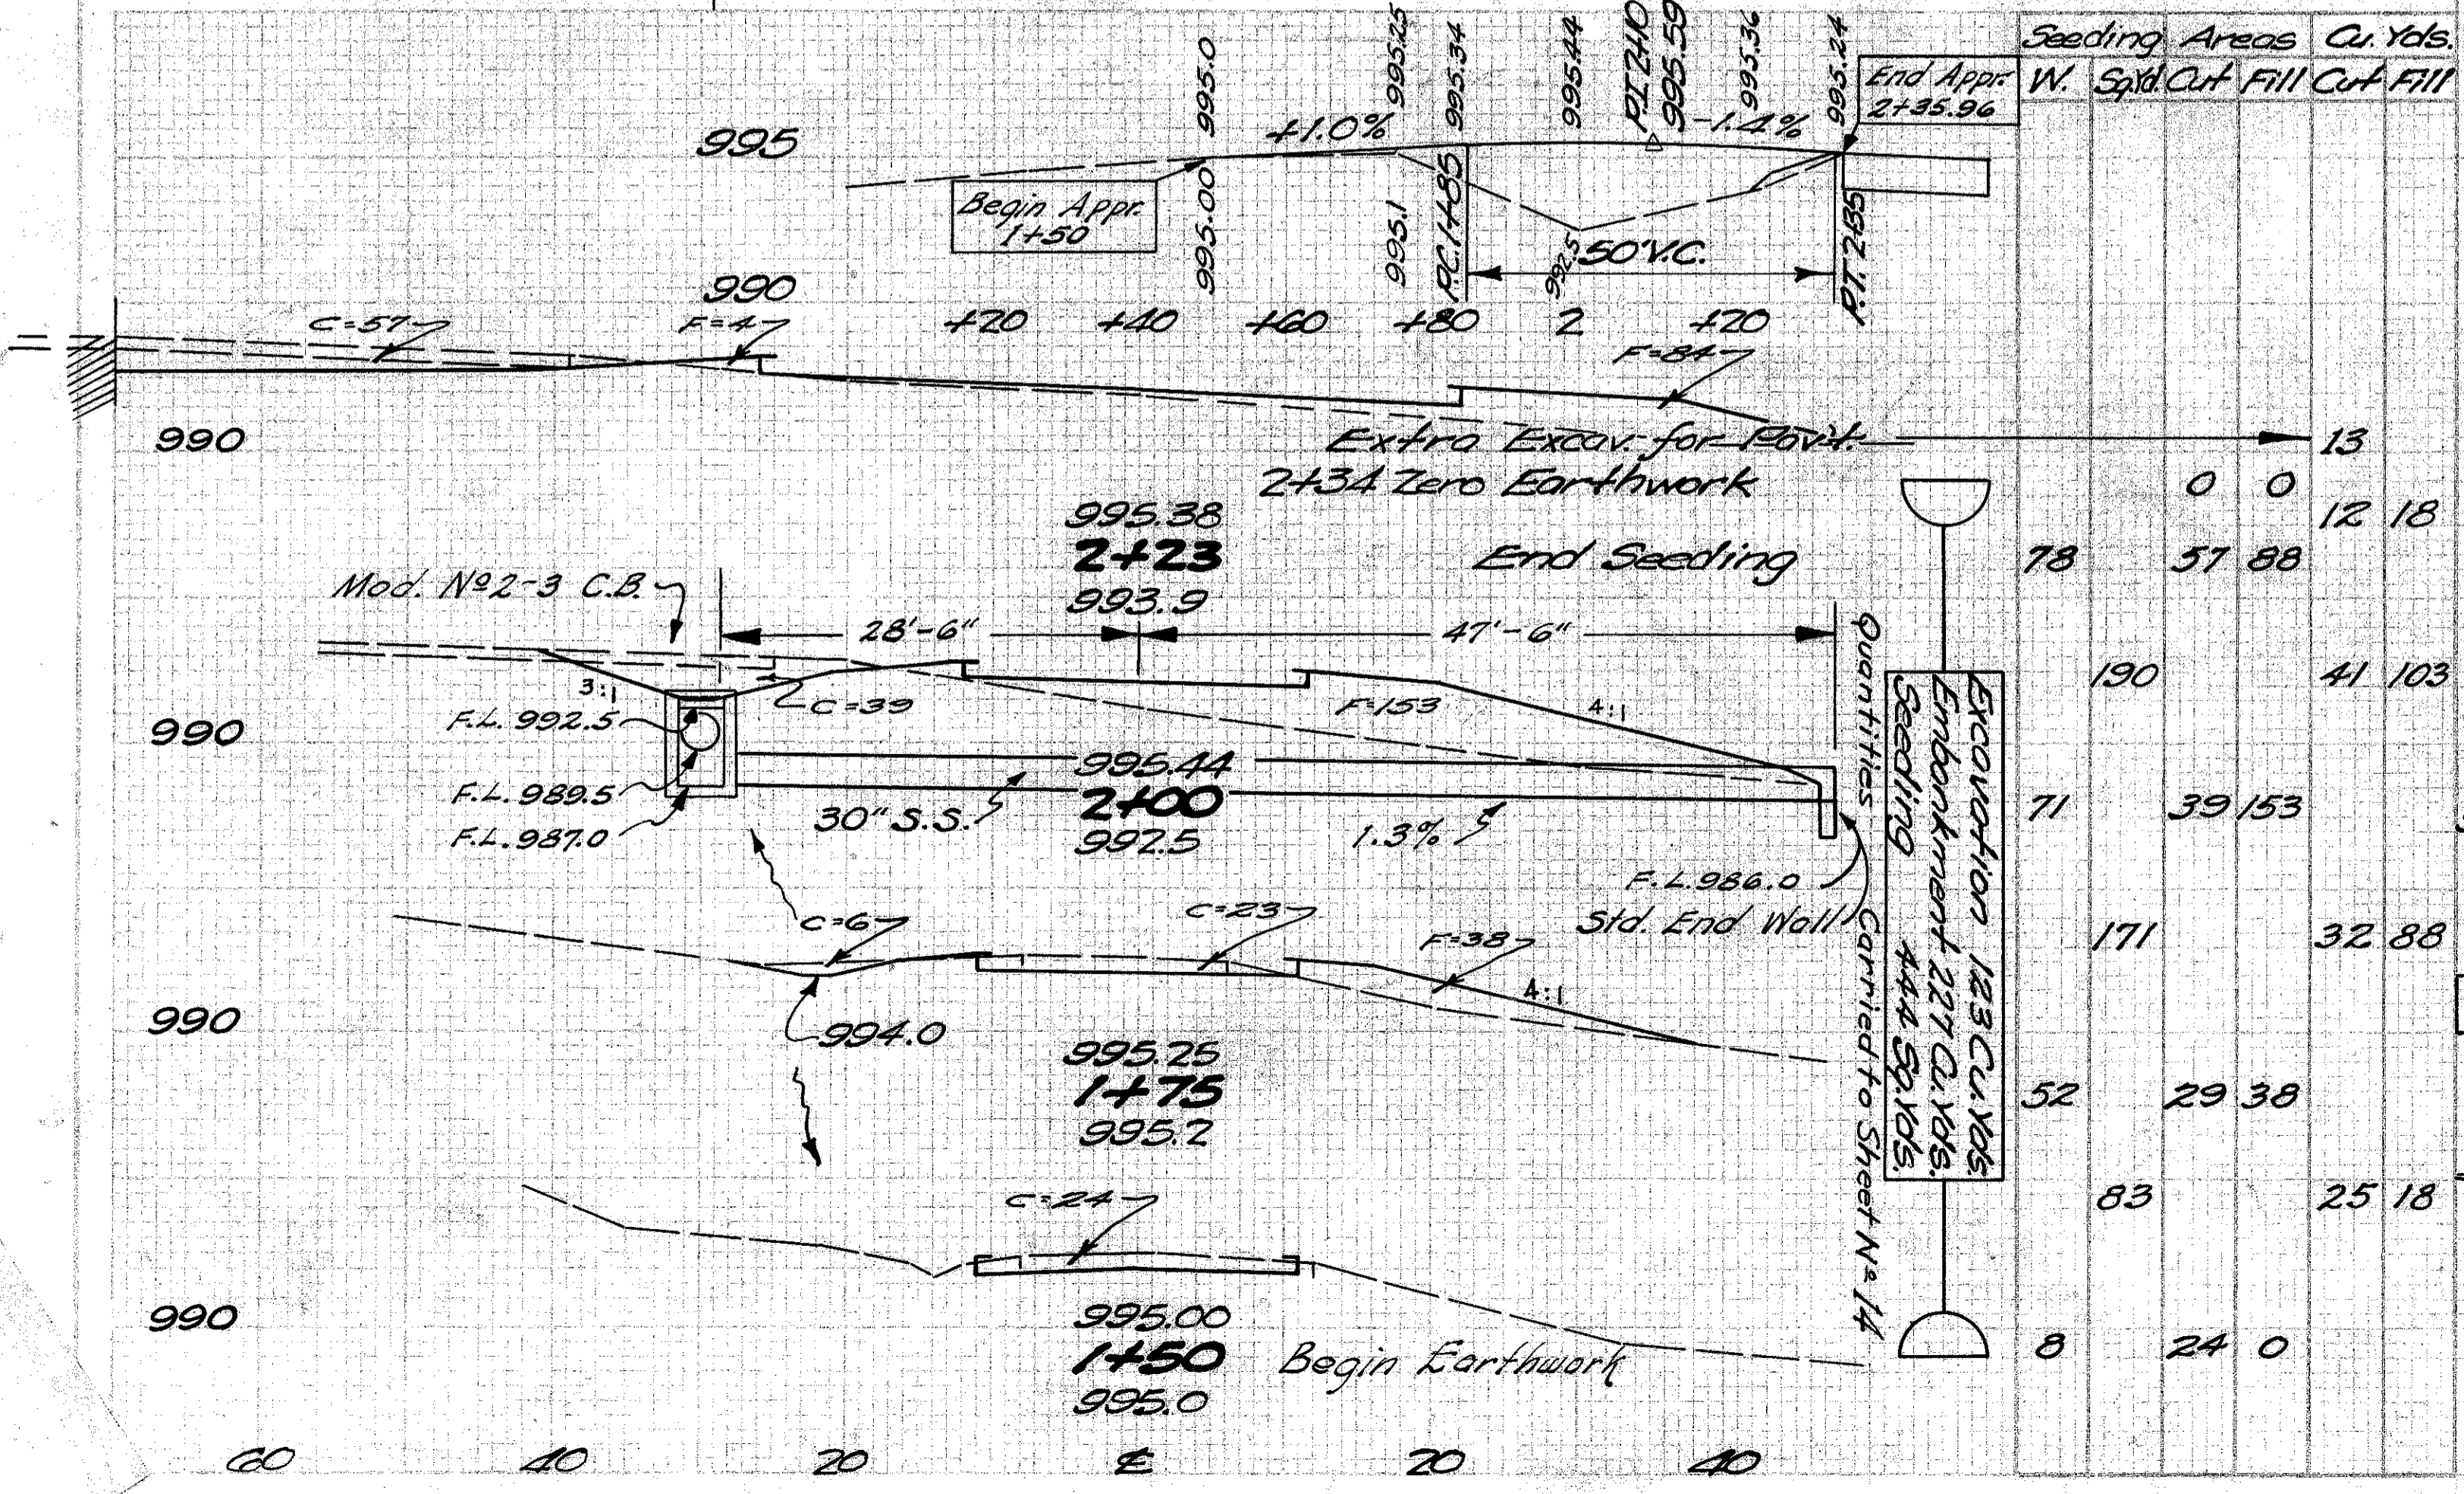 Seeding Areas Cu. Yds.
W. Sq.Yd. Cut Fill Cut Fill
End Appr.
2+35.96
995
995.0
+1.0%
995.25
995.34
995.44
P.I. 2+10
995.59
-1.4%
995.36
995.24
Begin Appr.
1+50
995.00
995.1
P.C. 1+85
992.5
50' V.C.
P.T. 2+35
990
+20 +40 +60 +80 2 +20
C=57
F=4
F=84
990
Extra Excav. for Pav't.
13
2+34 Zero Earthwork
0 0
12 18
995.38
2+23
993.9
End Seeding
78 57 88
Mod. Nº 2-3 C.B.
28'-6"
47'-6"
190 41 103
3:1
C=39
F=153
4:1
F.L. 992.5
990
F.L. 989.5
F.L. 987.0
30" S.S.
995.44
2+00
992.5
1.3%
71 39 153
F.L. 986.0
Std. End Wall
Quantities Carried to Sheet Nº 14
Excavation 123 Cu. Yds.
Embankment 227 Cu. Yds.
Seeding 444 Sq. Yds.
171 32 88
C=6
C=23
F=38
4:1
990
994.0
995.25
1+75
995.2
52 29 38
83 25 18
C=24
990
995.00
1+50
995.0
Begin Earthwork
8 24 0
60 40 20 ℄ 20 40